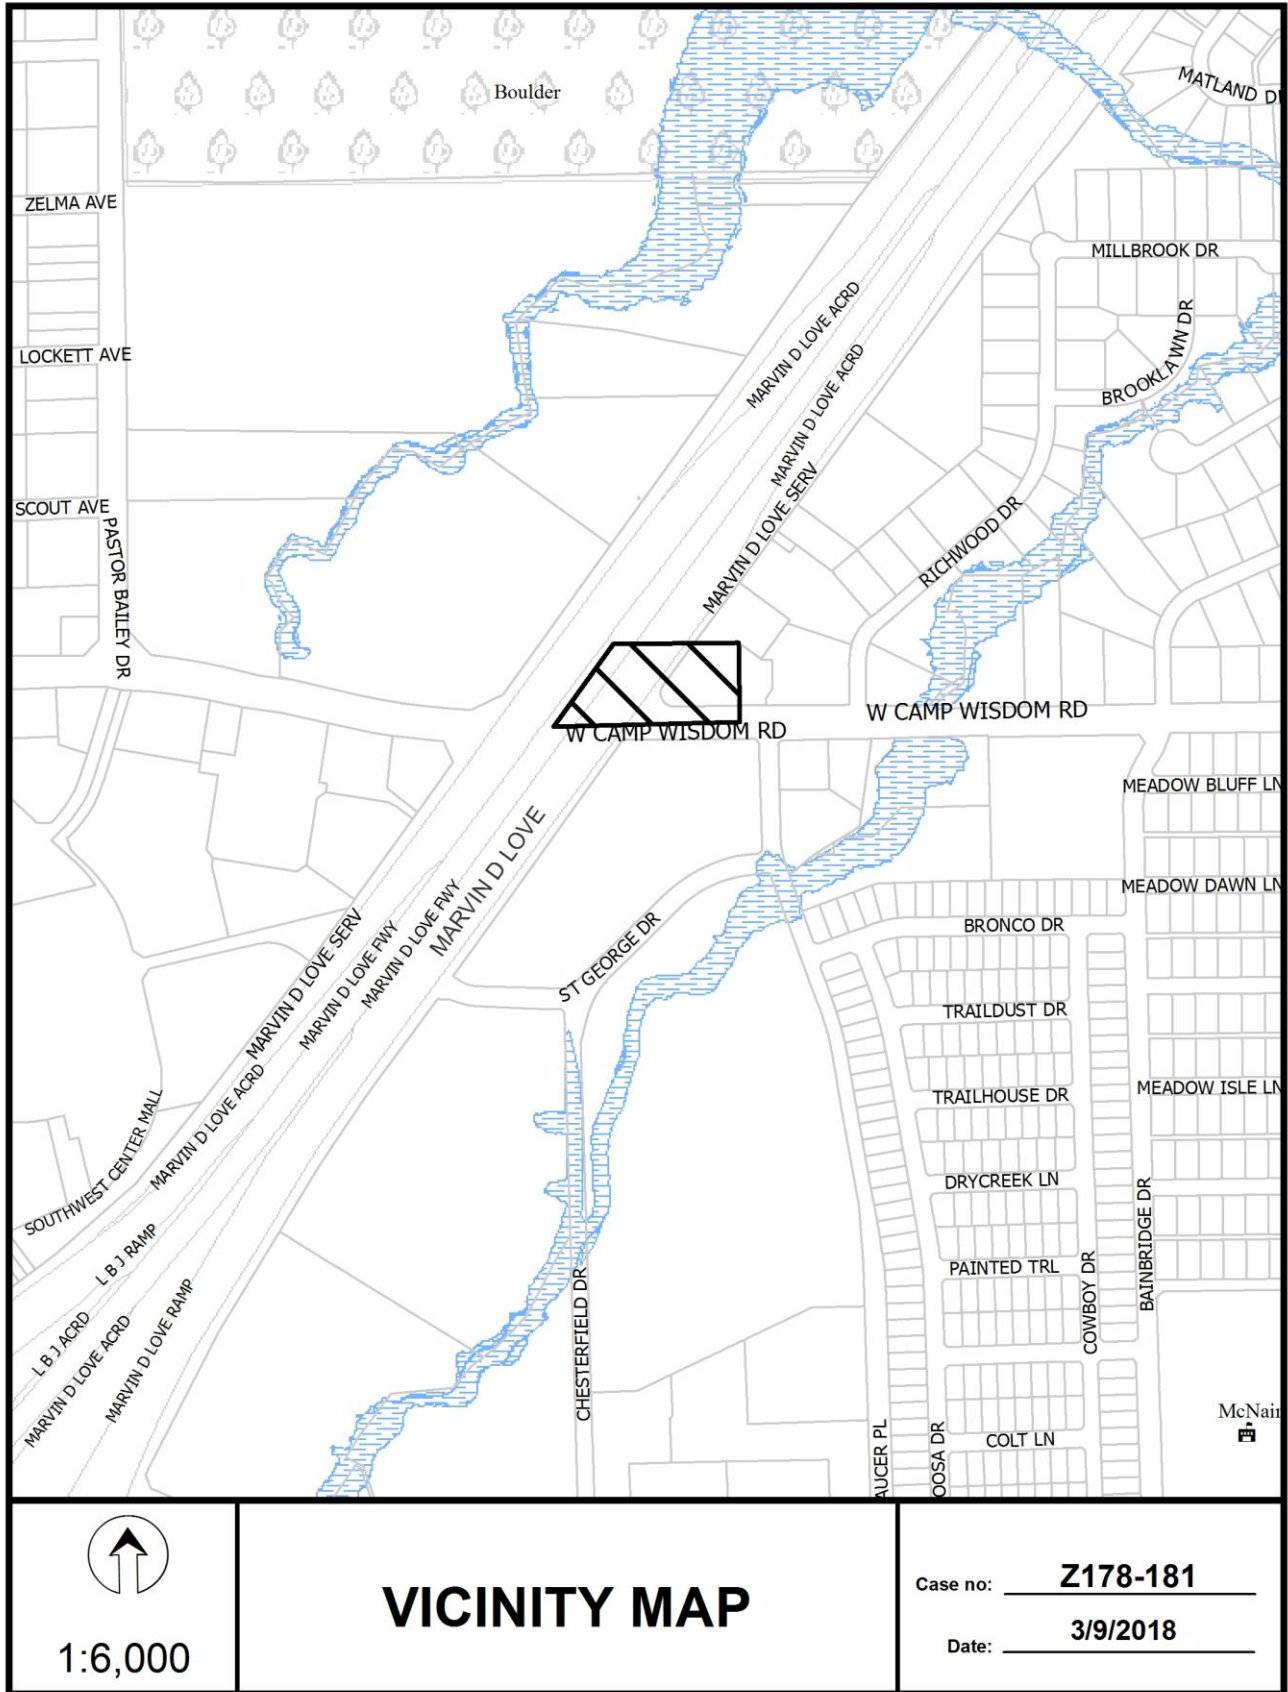 Boulder
MATLAND D
ZELMA AVE
MILLBROOK DR
MARVIN D LOVE ACRD
LOCKETT AVE
BROOKLAWN DR
MARVIN D LOVE ACRD
SCOUT AVE
MARVIN D LOVE SERV
RICHWOOD DR
PASTOR BAILEY DR
W CAMP WISDOM RD
W CAMP WISDOM RD
MEADOW BLUFF LN
MARVIN D LOVE
MEADOW DAWN LN
MARVIN D LOVE SERV
MARVIN D LOVE FWY
MARVIN D LOVE FWY
ST GEORGE DR
BRONCO DR
TRAILDUST DR
MARVIN D LOVE ACRD
TRAILHOUSE DR
MEADOW ISLE LN
SOUTHWEST CENTER MALL
DRYCREEK LN
BAINBRIDGE DR
L B J RAMP
PAINTED TRL
COWBOY DR
CHESTERFIELD DR
L B J ACRD
MARVIN D LOVE ACRD
MARVIN D LOVE RAMP
McNair
AUCER PL
OOSA DR
COLT LN
1:6,000
VICINITY MAP
Case no: Z178-181
Date: 3/9/2018